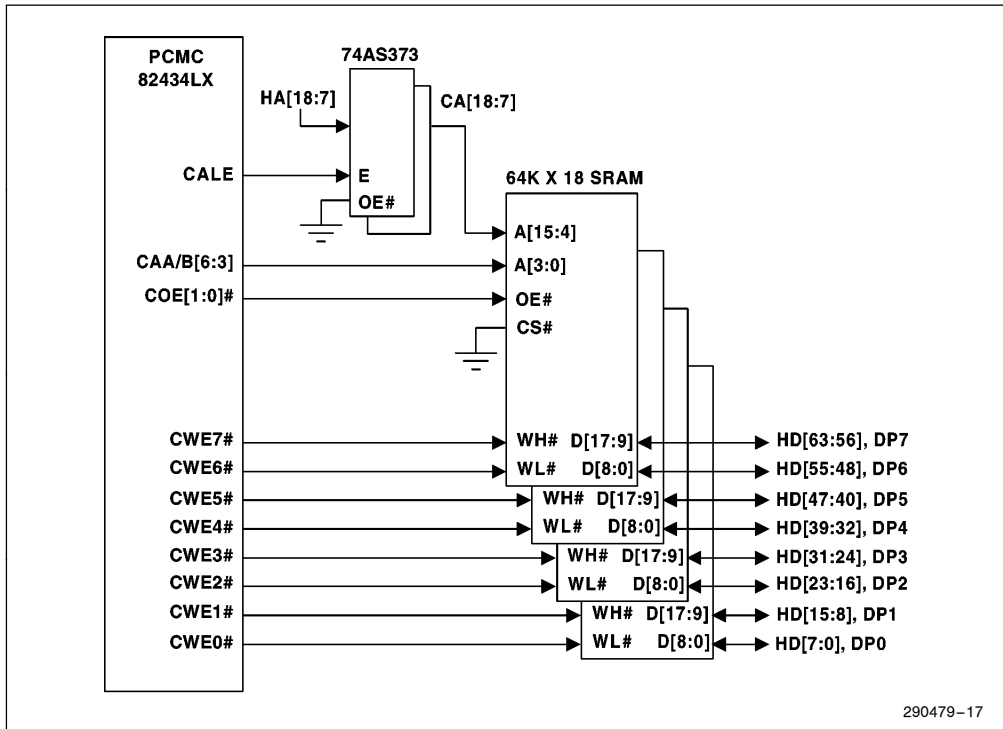 PCMC
82434LX
74AS373
HA[18:7]
CA[18:7]
CALE
E
OE#
64K X 18 SRAM
A[15:4]
CAA/B[6:3]
A[3:0]
COE[1:0]#
OE#
CS#
CWE7#
WH# D[17:9]
HD[63:56], DP7
CWE6#
WL# D[8:0]
HD[55:48], DP6
CWE5#
WH# D[17:9]
HD[47:40], DP5
CWE4#
WL# D[8:0]
HD[39:32], DP4
CWE3#
WH# D[17:9]
HD[31:24], DP3
CWE2#
WL# D[8:0]
HD[23:16], DP2
CWE1#
WH# D[17:9]
HD[15:8], DP1
CWE0#
WL# D[8:0]
HD[7:0], DP0
290479–17